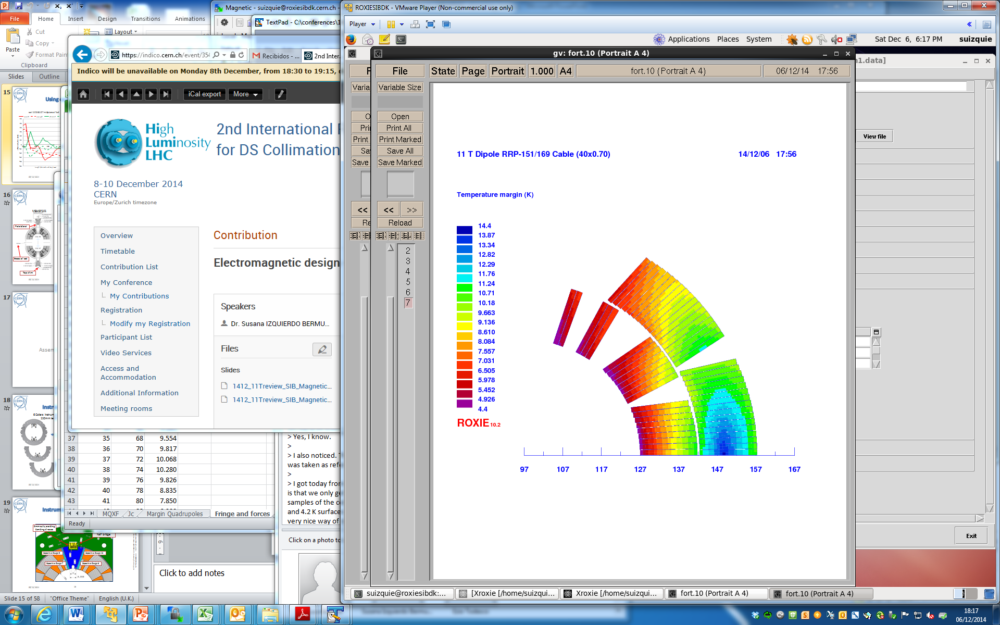 Magnetic - suizquie@roxiesibdk.cern.ch -
ROXIESIBDK - VMware Player (Non-commercial use only)
File Home Insert Design Transitions Animations
TextPad - C:\conferences\1
Player
Cut
Copy
Format Pain
Paste
Layout
Clipboard
Applications Places System
Sat Dec 6, 6:17 PM suizquie
https://indico.cern.ch/event/354
Recibidos - ...
2nd Inter.
gv: fort.10 (Portrait A 4)
n1.data]
Indico will be unavailable on Monday 8th December, from 18:30 to 19:15,
File State Page Portrait 1.000 A4 fort.10 (Portrait A 4) 06/12/14 17:56
Slides Outline
iCal export More
Variable Size
Open
Print All
Print Marked
Save All
Save Marked
<< >>
Reload
2
3
4
5
6
7
View file
High
Luminosity
LHC
2nd International
for DS Collimation
8-10 December 2014
CERN
Europe/Zurich timezone
Overview
Timetable
Contribution List
My Conference
My Contributions
Registration
Modify my Registration
Participant List
Video Services
Access and
Accommodation
Additional Information
Meeting rooms
Contribution
Electromagnetic design
Speakers
Dr. Susana IZQUIERDO BERMU...
Files
Slides
1412_11Treview_SIB_Magnetic...
1412_11Treview_SIB_Magnetic...
11 T Dipole RRP-151/169 Cable (40x0.70)
14/12/06 17:56
Temperature margin (K)
14.4
13.87
13.34
12.82
12.29
11.76
11.24
10.71
10.18
9.663
9.136
8.610
8.084
7.557
7.031
6.505
5.978
5.452
4.926
4.4
ROXIE 10.2
97 107 117 127 137 147 157 167
15
16
17
18
19
37 35 68 9.554
38 36 70 9.817
39 37 72 10.068
40 38 74 10.280
41 39 76 9.826
42 40 78 8.835
43 41 80 7.850
MQXF Jc Margin Quadrupoles Fringe and forces
Ready
> Yes, I know.
>
> I also noticed.
was taken as refe
>
> I got today fron
is that we only ge
samples of the c
and 4.2 K surface
very nice way of
Click on a photo to
Click to add notes
Exit
suizquie@roxiesibdk:...
[Xroxie [/home/suizqui...
Xroxie [/home/suizqui...
fort.10 (Portrait A 4)
fort.10 (Portrait A 4)
Slide 15 of 58 "Office Theme" English (U.K.)
18:17
06/12/2014